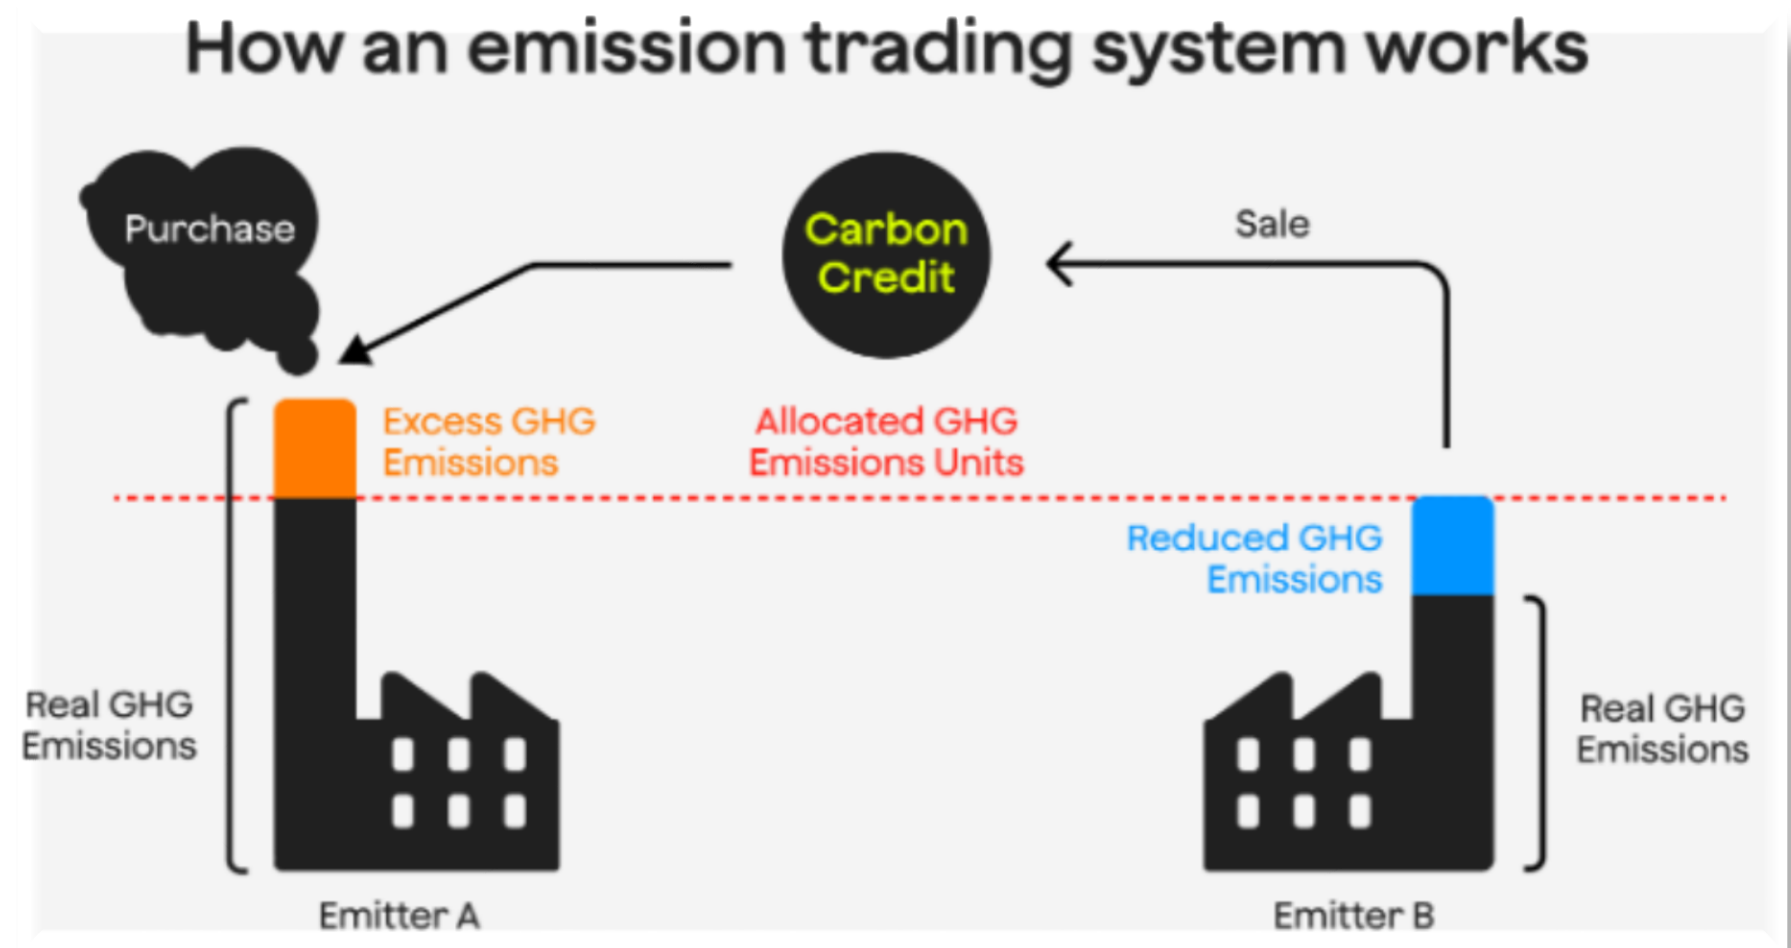 How an emission trading system works
Purchase
Carbon
Credit
Sale
Excess GHG
Emissions
Allocated GHG
Emissions Units
Reduced GHG
Emissions
Real GHG
Emissions
Real GHG
Emissions
Emitter A
Emitter B